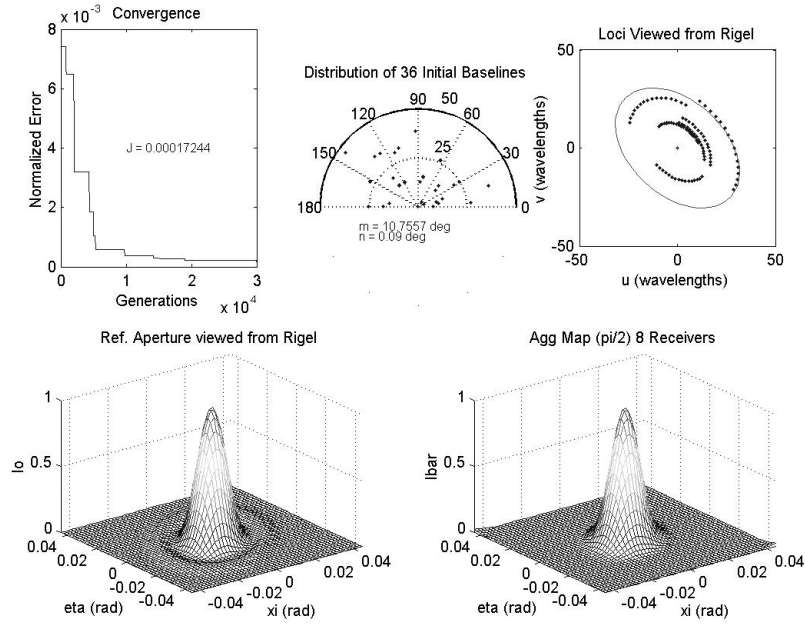 x 10⁻³
Convergence
8
6
4
2
0
Normalized Error
J = 0.00017244
0 1 2 3
Generations
x 10⁴
Distribution of 36 Initial Baselines
90
120 50 60
150 25 30
180 0
m = 10.7557 deg
n = 0.09 deg
Loci Viewed from Rigel
50
0
-50
v (wavelengths)
-50 0 50
u (wavelengths)
Ref. Aperture viewed from Rigel
1
0.5
0
Io
0.04
0.02
0
-0.02
-0.04
eta (rad)
-0.04
-0.02
0
0.02
0.04
xi (rad)
Agg Map (pi/2) 8 Receivers
1
0.5
0
Ibar
0.04
0.02
0
-0.02
-0.04
eta (rad)
-0.04
-0.02
0
0.02
0.04
xi (rad)